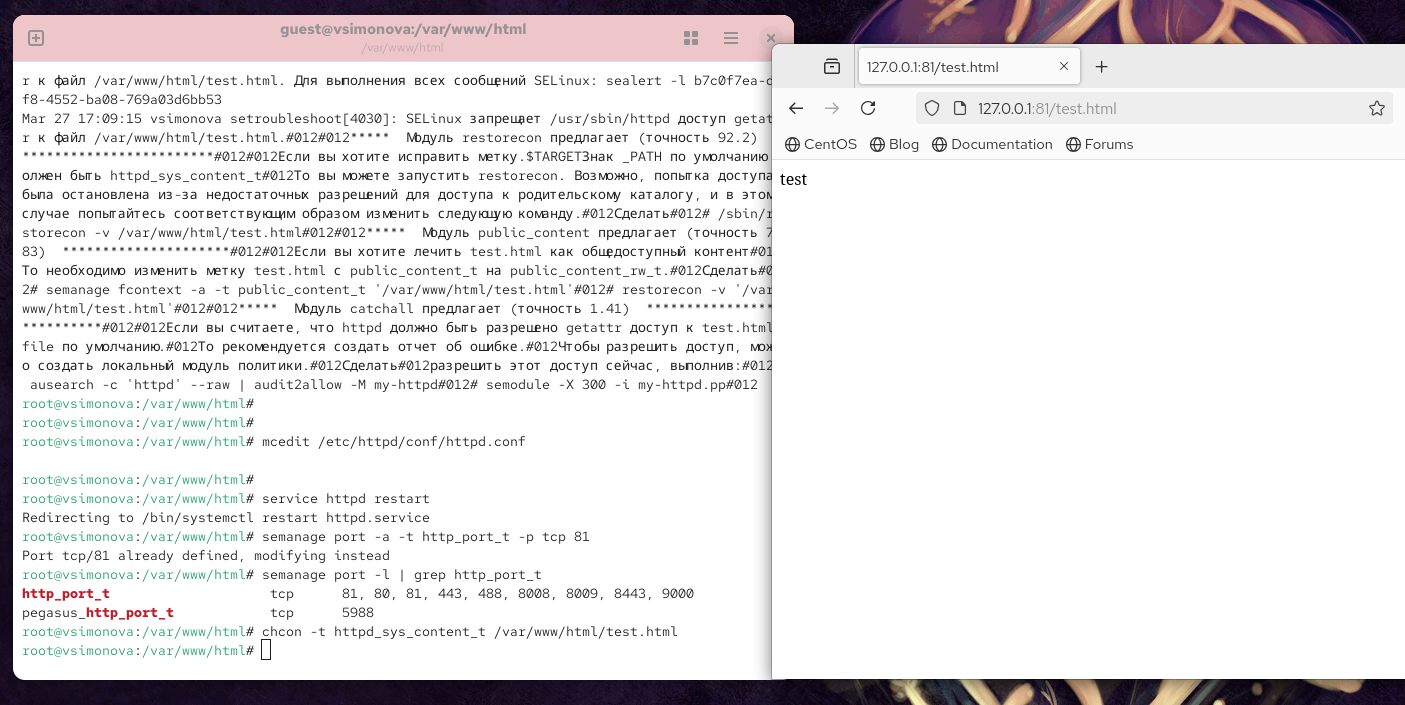 guest@vsimonova:/var/www/html
/var/www/html
r к файл /var/www/html/test.html. Для выполнения всех сообщений SELinux: sealert -l b7c0f7ea-
f8-4552-ba08-769a03d6bb53
Mar 27 17:09:15 vsimonova setroubleshoot[4030]: SELinux запрещает /usr/sbin/httpd доступ getat
r к файл /var/www/html/test.html.#012#012***** Модуль restorecon предлагает (точность 92.2)
************************#012#012Если вы хотите исправить метку.$TARGETЗнак _PATH по умолчанию
олжен быть httpd_sys_content_t#012То вы можете запустить restorecon. Возможно, попытка доступа
была остановлена из-за недостаточных разрешений для доступа к родительскому каталогу, и в этом
случае попытайтесь соответствующим образом изменить следующую команду.#012Сделать#012# /sbin/r
storecon -v /var/www/html/test.html#012#012***** Модуль public_content предлагает (точность 7
83) *********************#012#012Если вы хотите лечить test.html как общедоступный контент#01
То необходимо изменить метку test.html с public_content_t на public_content_rw_t.#012Сделать#0
2# semanage fcontext -a -t public_content_t '/var/www/html/test.html'#012# restorecon -v '/var
www/html/test.html'#012#012***** Модуль catchall предлагает (точность 1.41) ****************
**********#012#012Если вы считаете, что httpd должно быть разрешено getattr доступ к test.html
file по умолчанию.#012То рекомендуется создать отчет об ошибке.#012Чтобы разрешить доступ, мож
о создать локальный модуль политики.#012Сделать#012разрешить этот доступ сейчас, выполнив:#012
ausearch -c 'httpd' --raw | audit2allow -M my-httpd#012# semodule -X 300 -i my-httpd.pp#012
root@vsimonova:/var/www/html#
root@vsimonova:/var/www/html#
root@vsimonova:/var/www/html# mcedit /etc/httpd/conf/httpd.conf
root@vsimonova:/var/www/html#
root@vsimonova:/var/www/html# service httpd restart
Redirecting to /bin/systemctl restart httpd.service
root@vsimonova:/var/www/html# semanage port -a -t http_port_t -p tcp 81
Port tcp/81 already defined, modifying instead
root@vsimonova:/var/www/html# semanage port -l | grep http_port_t
http_port_t tcp 81, 80, 81, 443, 488, 8008, 8009, 8443, 9000
pegasus_http_port_t tcp 5988
root@vsimonova:/var/www/html# chcon -t httpd_sys_content_t /var/www/html/test.html
root@vsimonova:/var/www/html#
127.0.0.1:81/test.html
127.0.0.1:81/test.html
CentOS Blog Documentation Forums
test